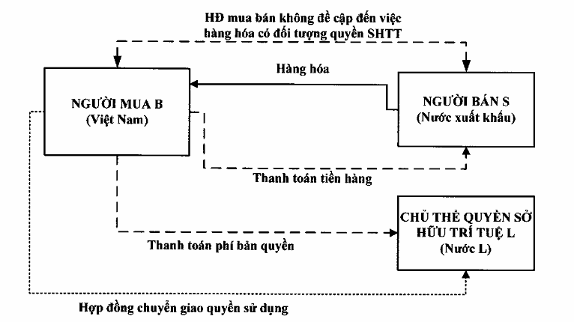 HĐ mua bán không đề cập đến việc
hàng hóa có đối tượng quyền SHTT
Hàng hóa
NGƯỜI MUA B
(Việt Nam)
NGƯỜI BÁN S
(Nước xuất khẩu)
Thanh toán tiền hàng
CHỦ THỂ QUYỀN SỞ
HỮU TRÍ TUỆ L
(Nước L)
Thanh toán phí bản quyền
Hợp đồng chuyển giao quyền sử dụng